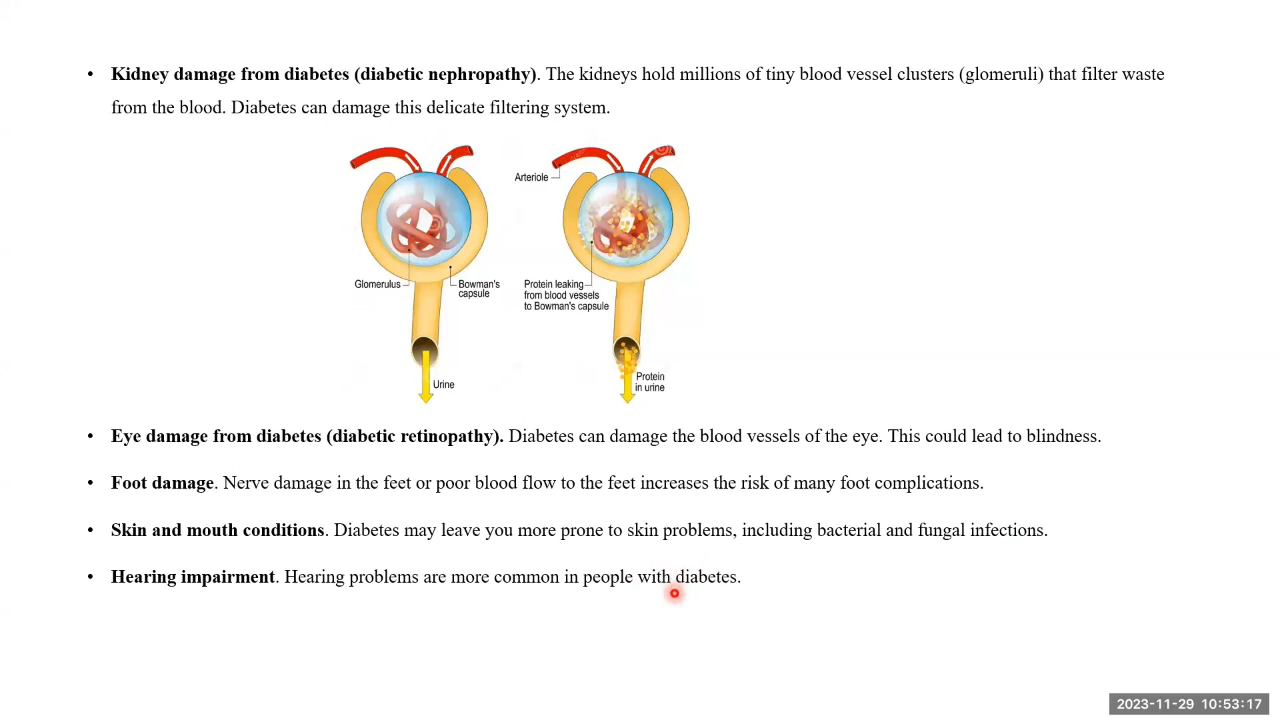 • Kidney damage from diabetes (diabetic nephropathy). The kidneys hold millions of tiny blood vessel clusters (glomeruli) that filter waste
from the blood. Diabetes can damage this delicate filtering system.
Arteriole
Glomerulus
Bowman's
capsule
Protein leaking
from blood vessels
to Bowman's capsule
Urine
Protein
in urine
• Eye damage from diabetes (diabetic retinopathy). Diabetes can damage the blood vessels of the eye. This could lead to blindness.
• Foot damage. Nerve damage in the feet or poor blood flow to the feet increases the risk of many foot complications.
• Skin and mouth conditions. Diabetes may leave you more prone to skin problems, including bacterial and fungal infections.
• Hearing impairment. Hearing problems are more common in people with diabetes.
2023-11-29 10:53:17